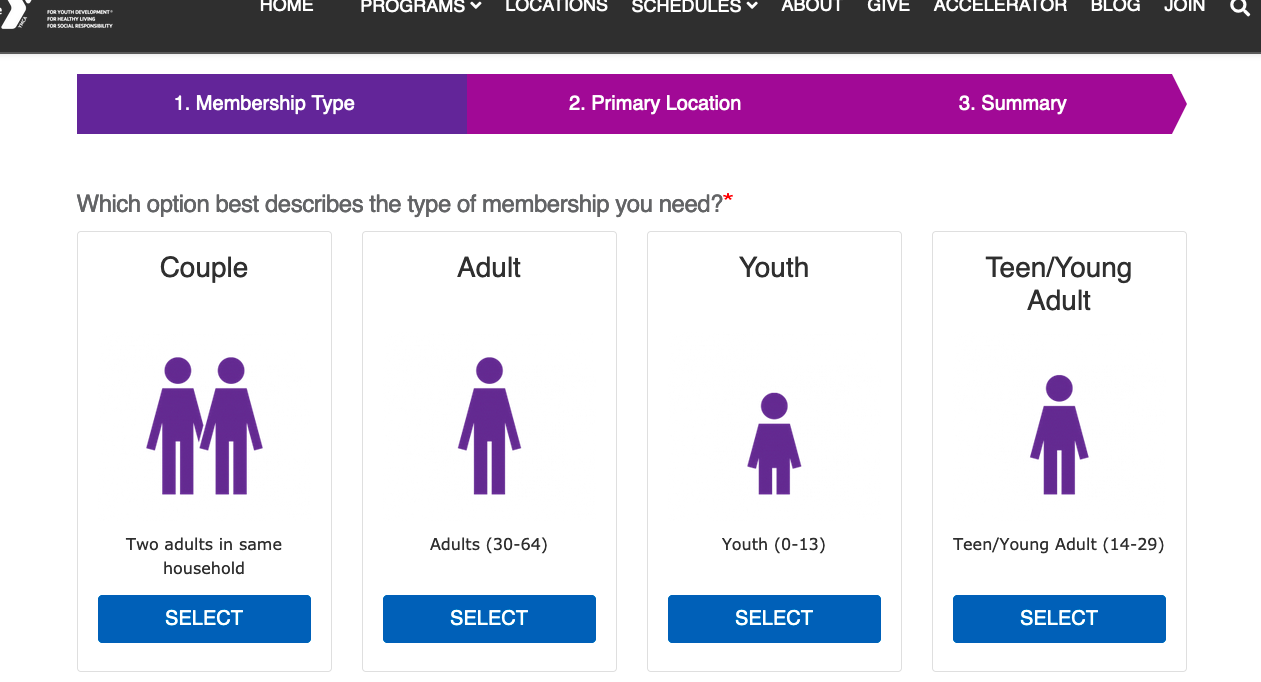 FOR YOUTH DEVELOPMENT®
FOR HEALTHY LIVING
FOR SOCIAL RESPONSIBILITY
YMCA
HOME PROGRAMS LOCATIONS SCHEDULES ABOUT GIVE ACCELERATOR BLOG JOIN
1. Membership Type 2. Primary Location 3. Summary
Which option best describes the type of membership you need?*
Couple
Two adults in same
household
SELECT
Adult
Adults (30-64)
SELECT
Youth
Youth (0-13)
SELECT
Teen/Young
Adult
Teen/Young Adult (14-29)
SELECT